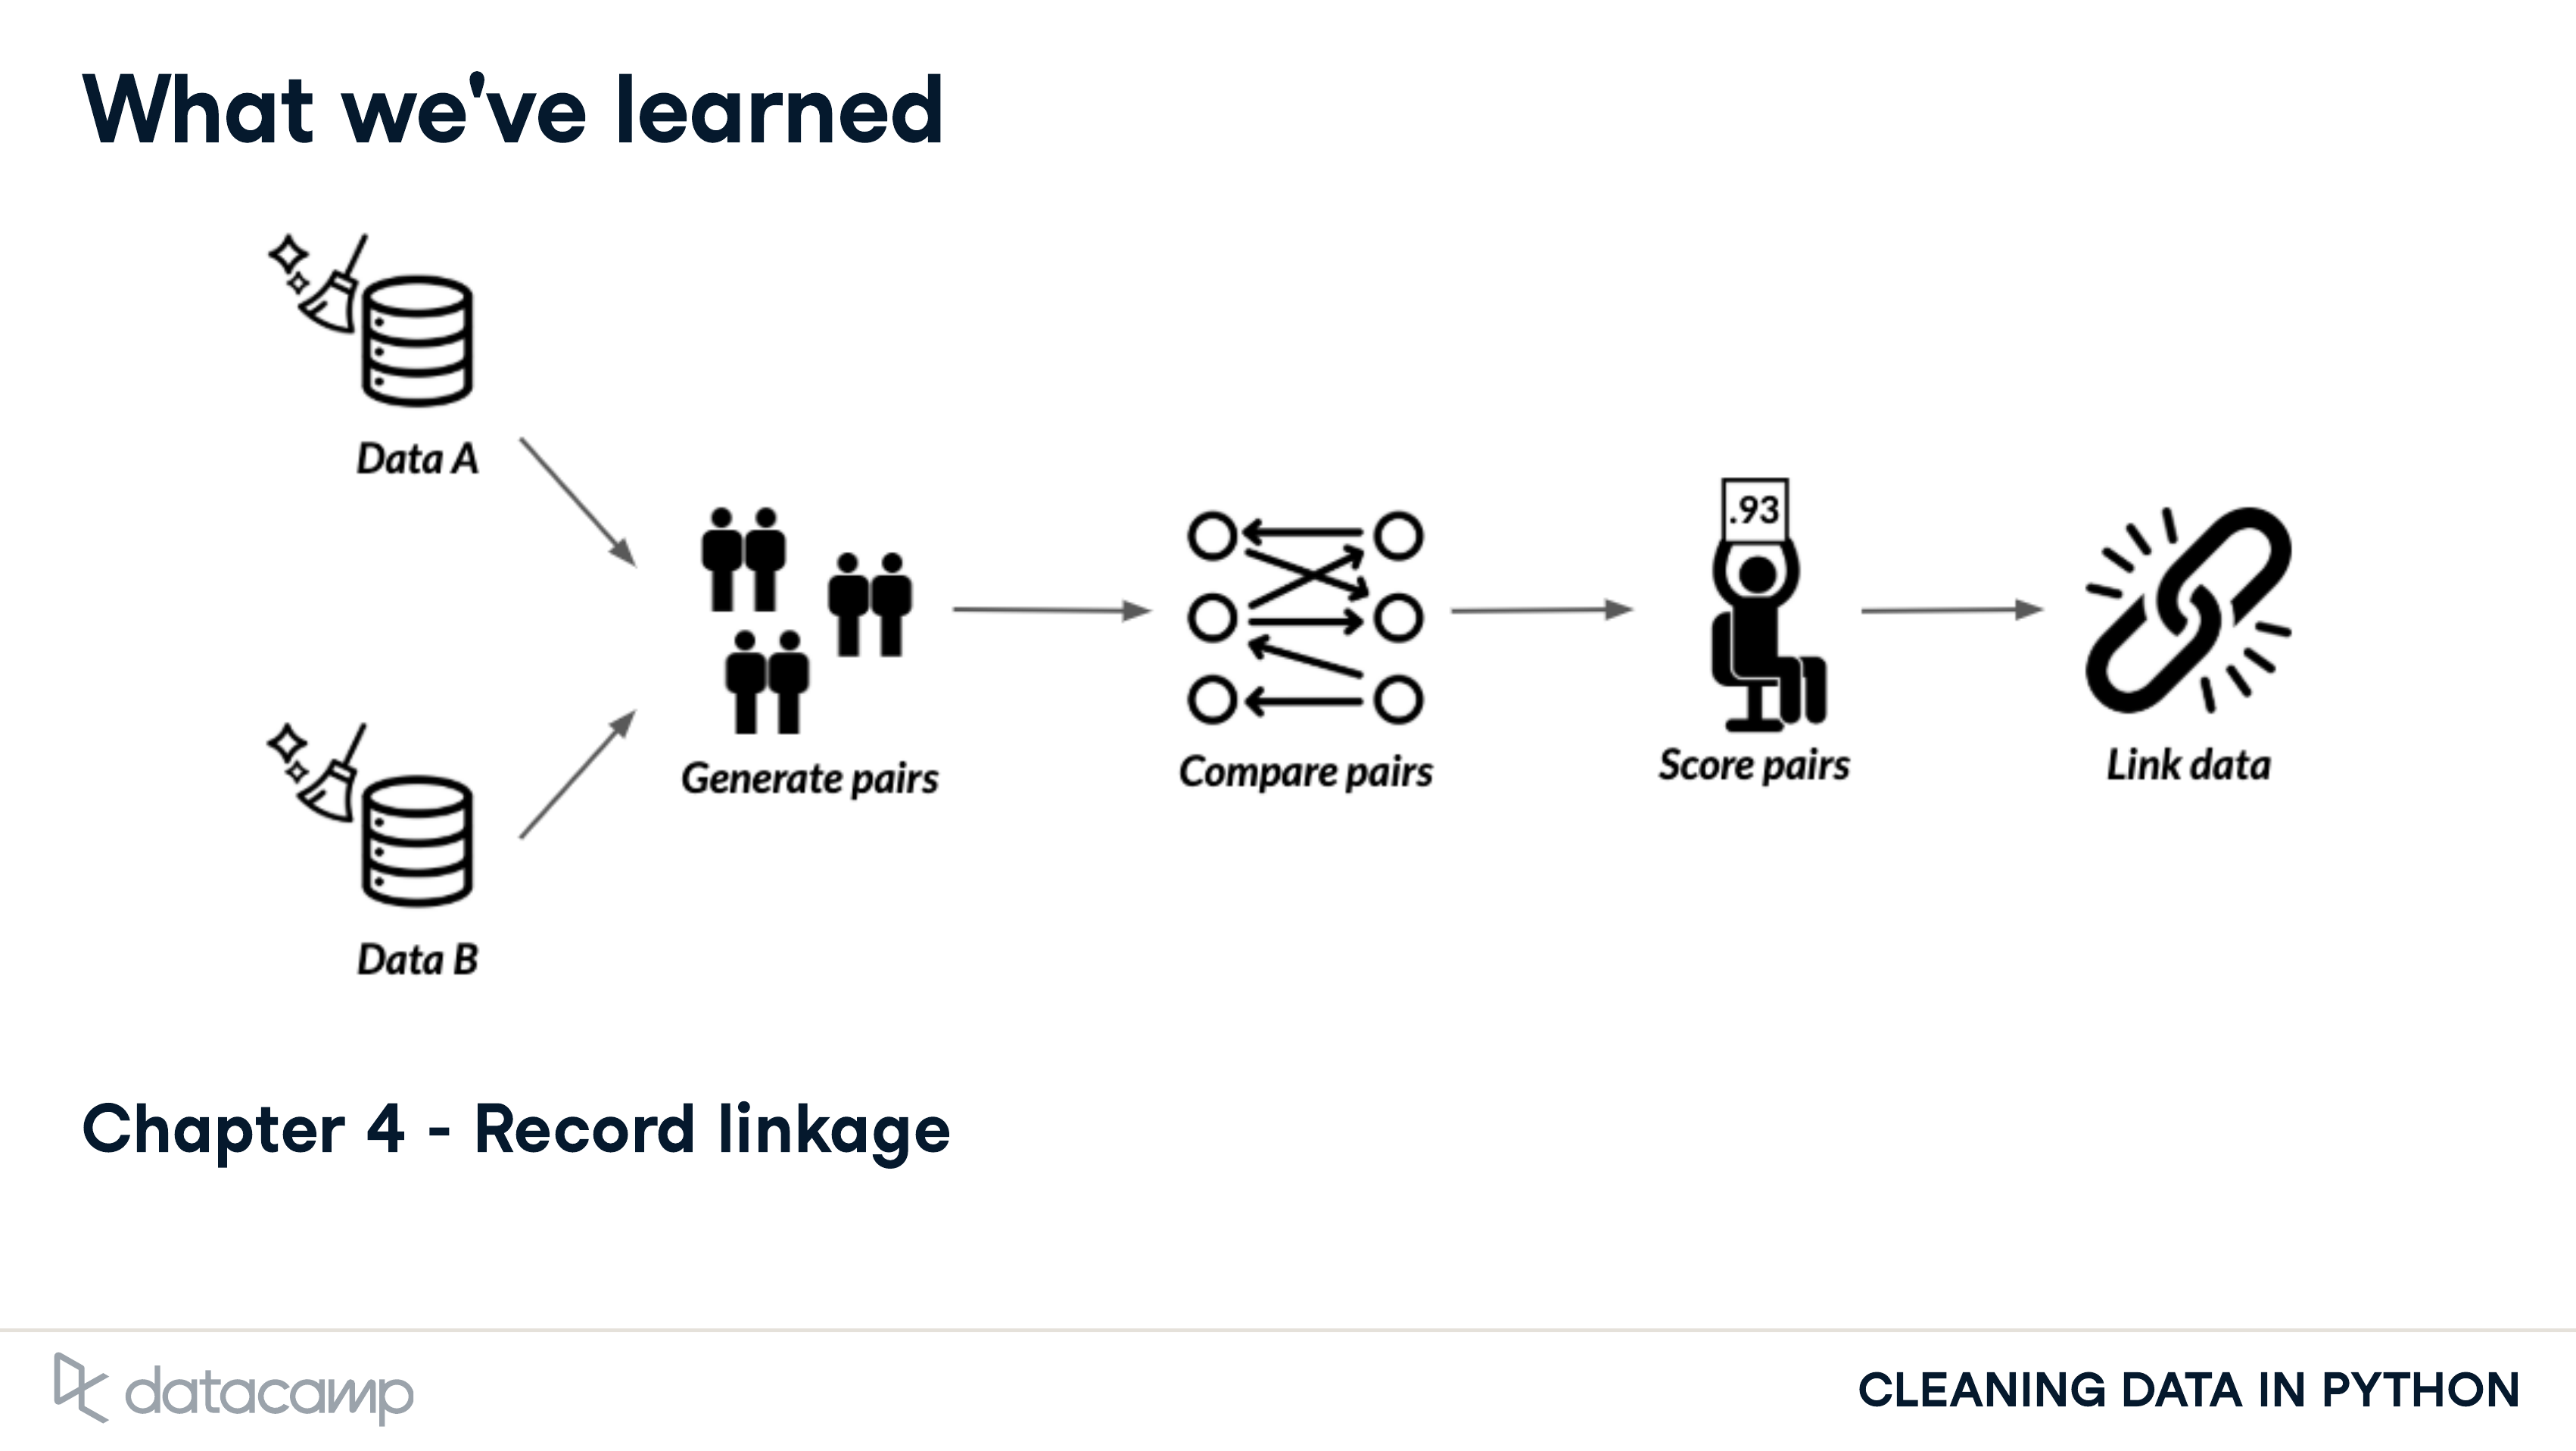 What we've learned
Data A
Data B
Generate pairs
Compare pairs
.93
Score pairs
Link data
Chapter 4 - Record linkage
datacamp
CLEANING DATA IN PYTHON